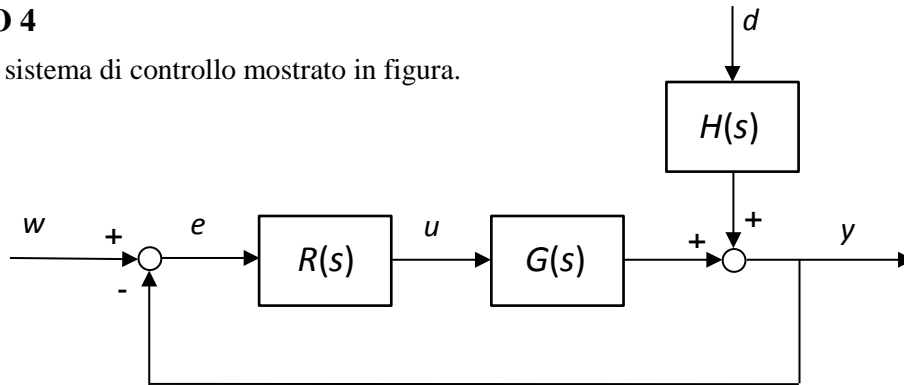 O 4
sistema di controllo mostrato in figura.
d
H(s)
w
+
e
R(s)
u
G(s)
+
+
y
-